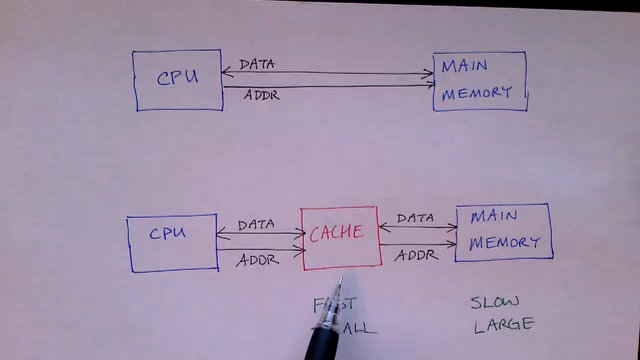 CPU
DATA
ADDR
MAIN
MEMORY
CPU
DATA
ADDR
CACHE
DATA
ADDR
MAIN
MEMORY
SLOW
LARGE